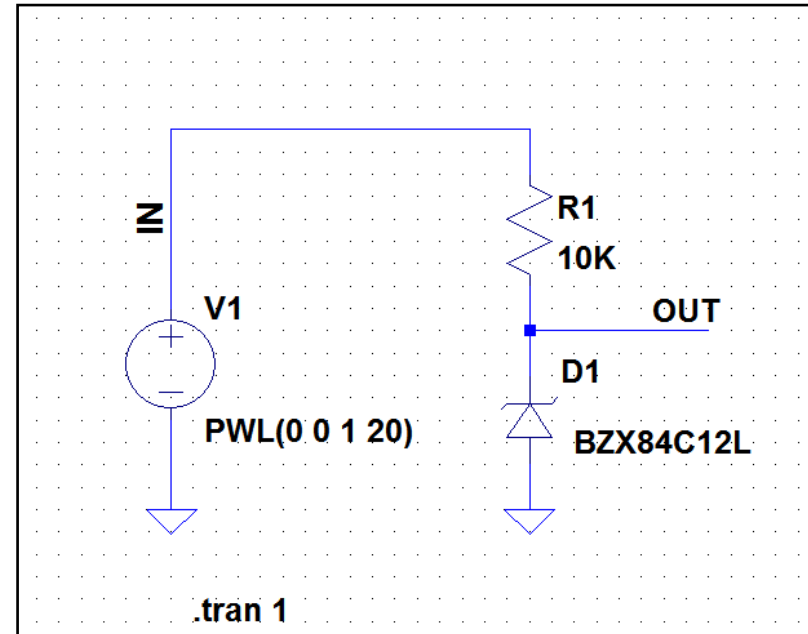 IN
R1
10K
V1
OUT
D1
PWL(0 0 1 20)
BZX84C12L
.tran 1